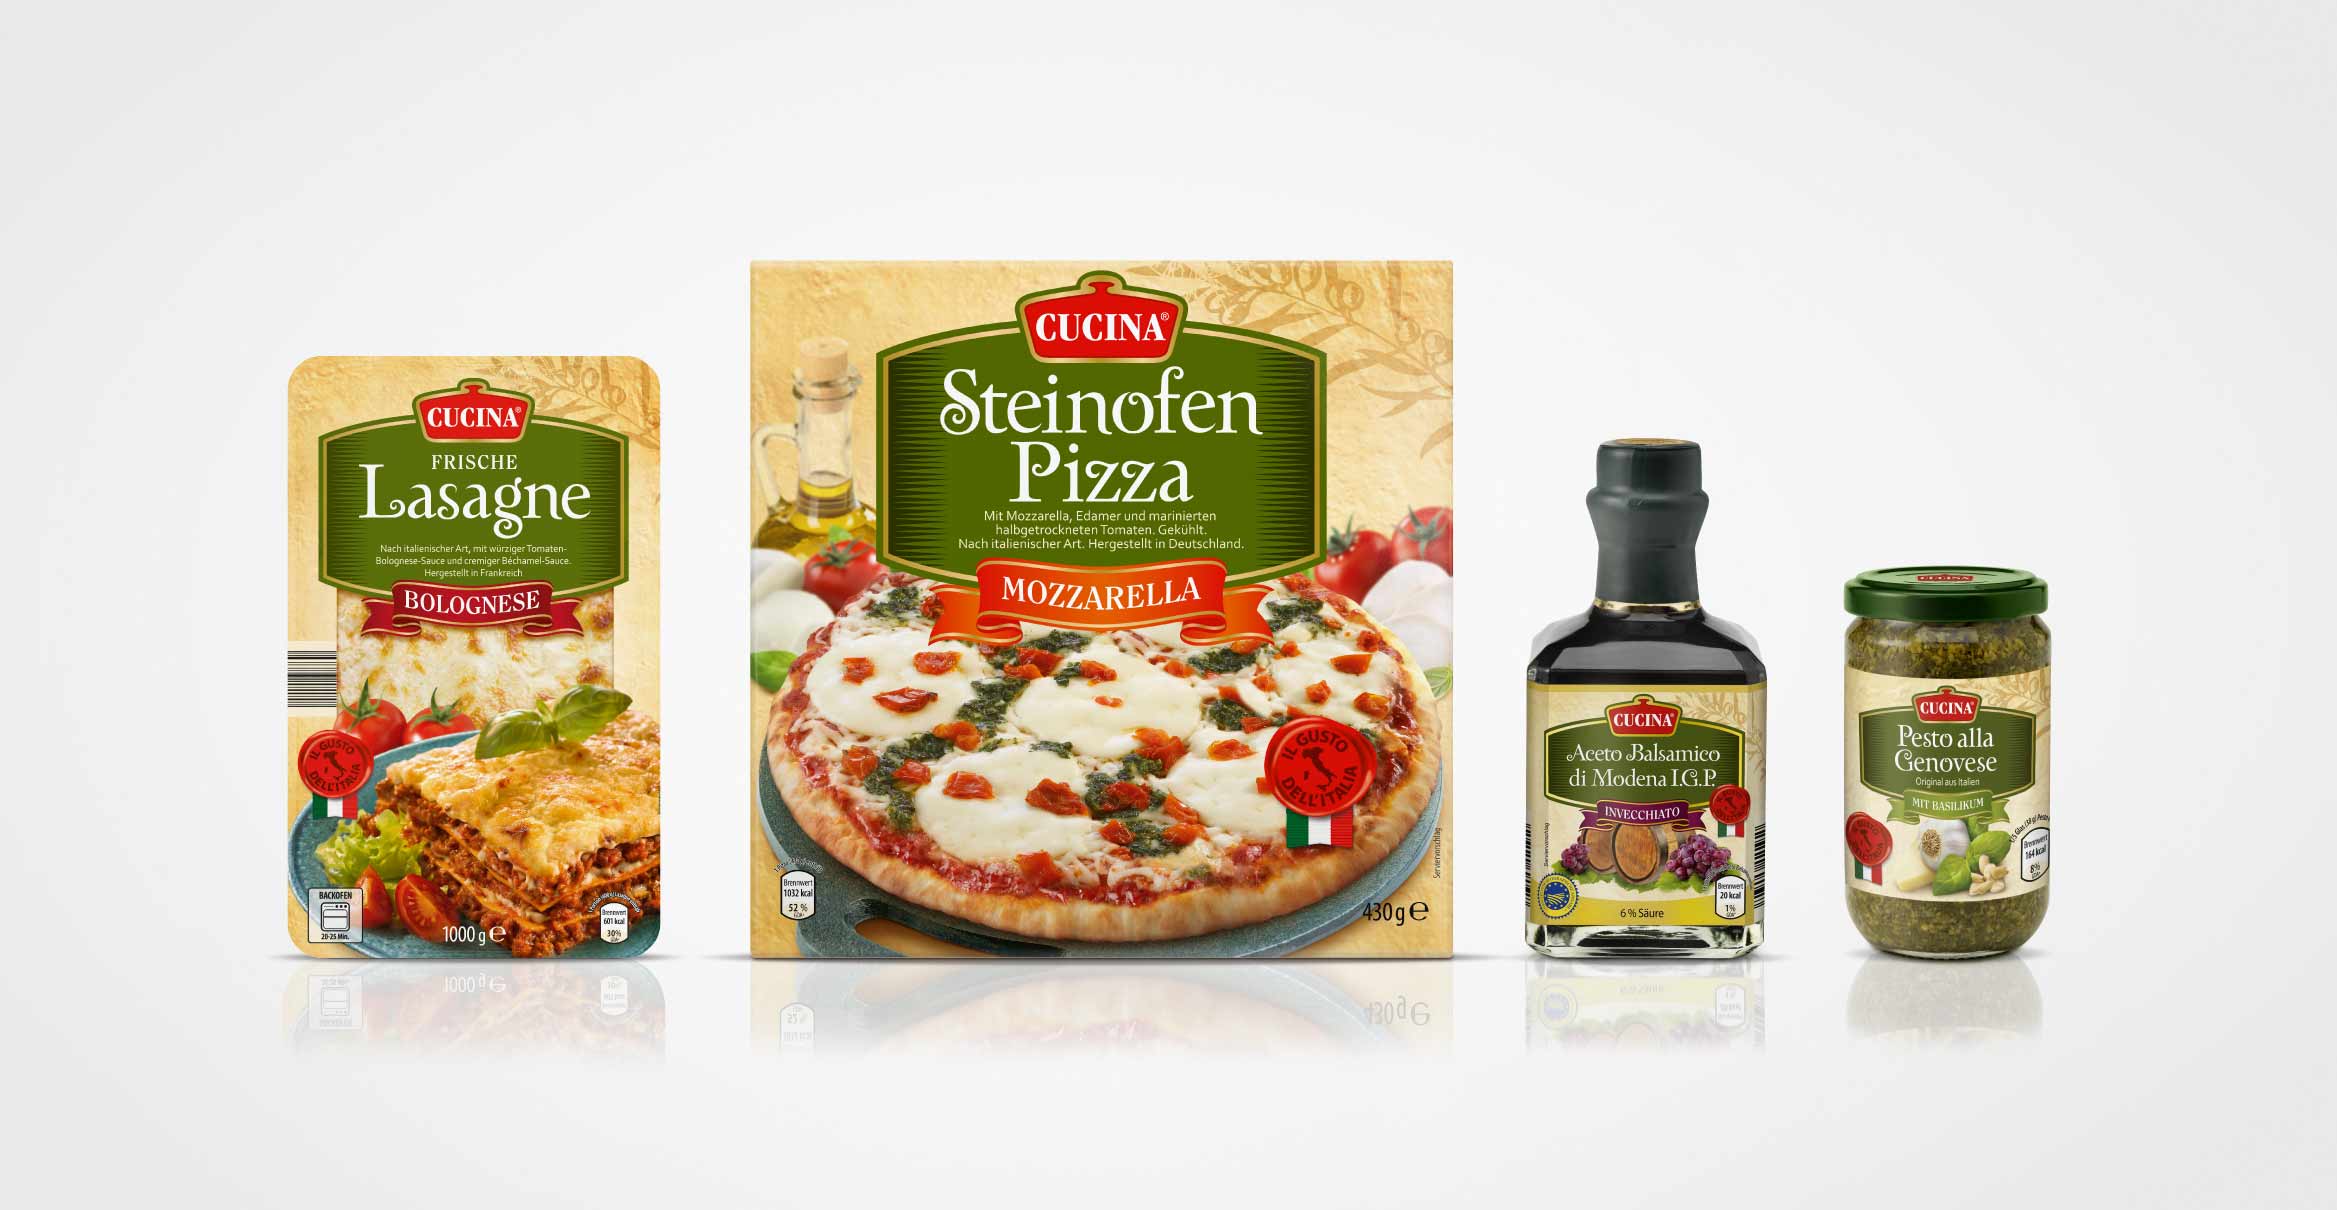 CUCINA®
FRISCHE
Lasagne
Nach italienischer Art, mit würziger Tomaten-
Bolognese-Sauce und cremiger Béchamel-Sauce.
Hergestellt in Frankreich
BOLOGNESE
IL GUSTO
DELL'ITALIA
BACKOFEN
20-25 Min.
1000 g ℮
Brennwert
601 kcal
30%
GDA*
CUCINA®
Steinofen
Pizza
Mit Mozzarella, Edamer und marinierten
halbgetrockneten Tomaten. Gekühlt.
Nach italienischer Art. Hergestellt in Deutschland.
MOZZARELLA
IL GUSTO
DELL'ITALIA
Serviervorschlag
Brennwert
1032 kcal
52 %
GDA*
430 g ℮
CUCINA®
Aceto Balsamico
di Modena I.G.P.
INVECCHIATO
Serviervorschlag
6 % Säure
Brennwert
20 kcal
1%
GDA*
CUCINA
CUCINA®
Pesto alla
Genovese
Original aus Italien
MIT BASILIKUM
Brennwert
164 kcal
8%